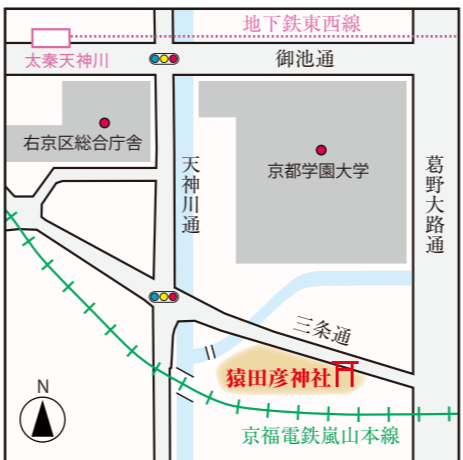 地下鉄東西線
太秦天神川
御池通
右京区総合庁舎
京都学園大学
天神川通
葛野大路通
三条通
猿田彦神社
N
京福電鉄嵐山本線